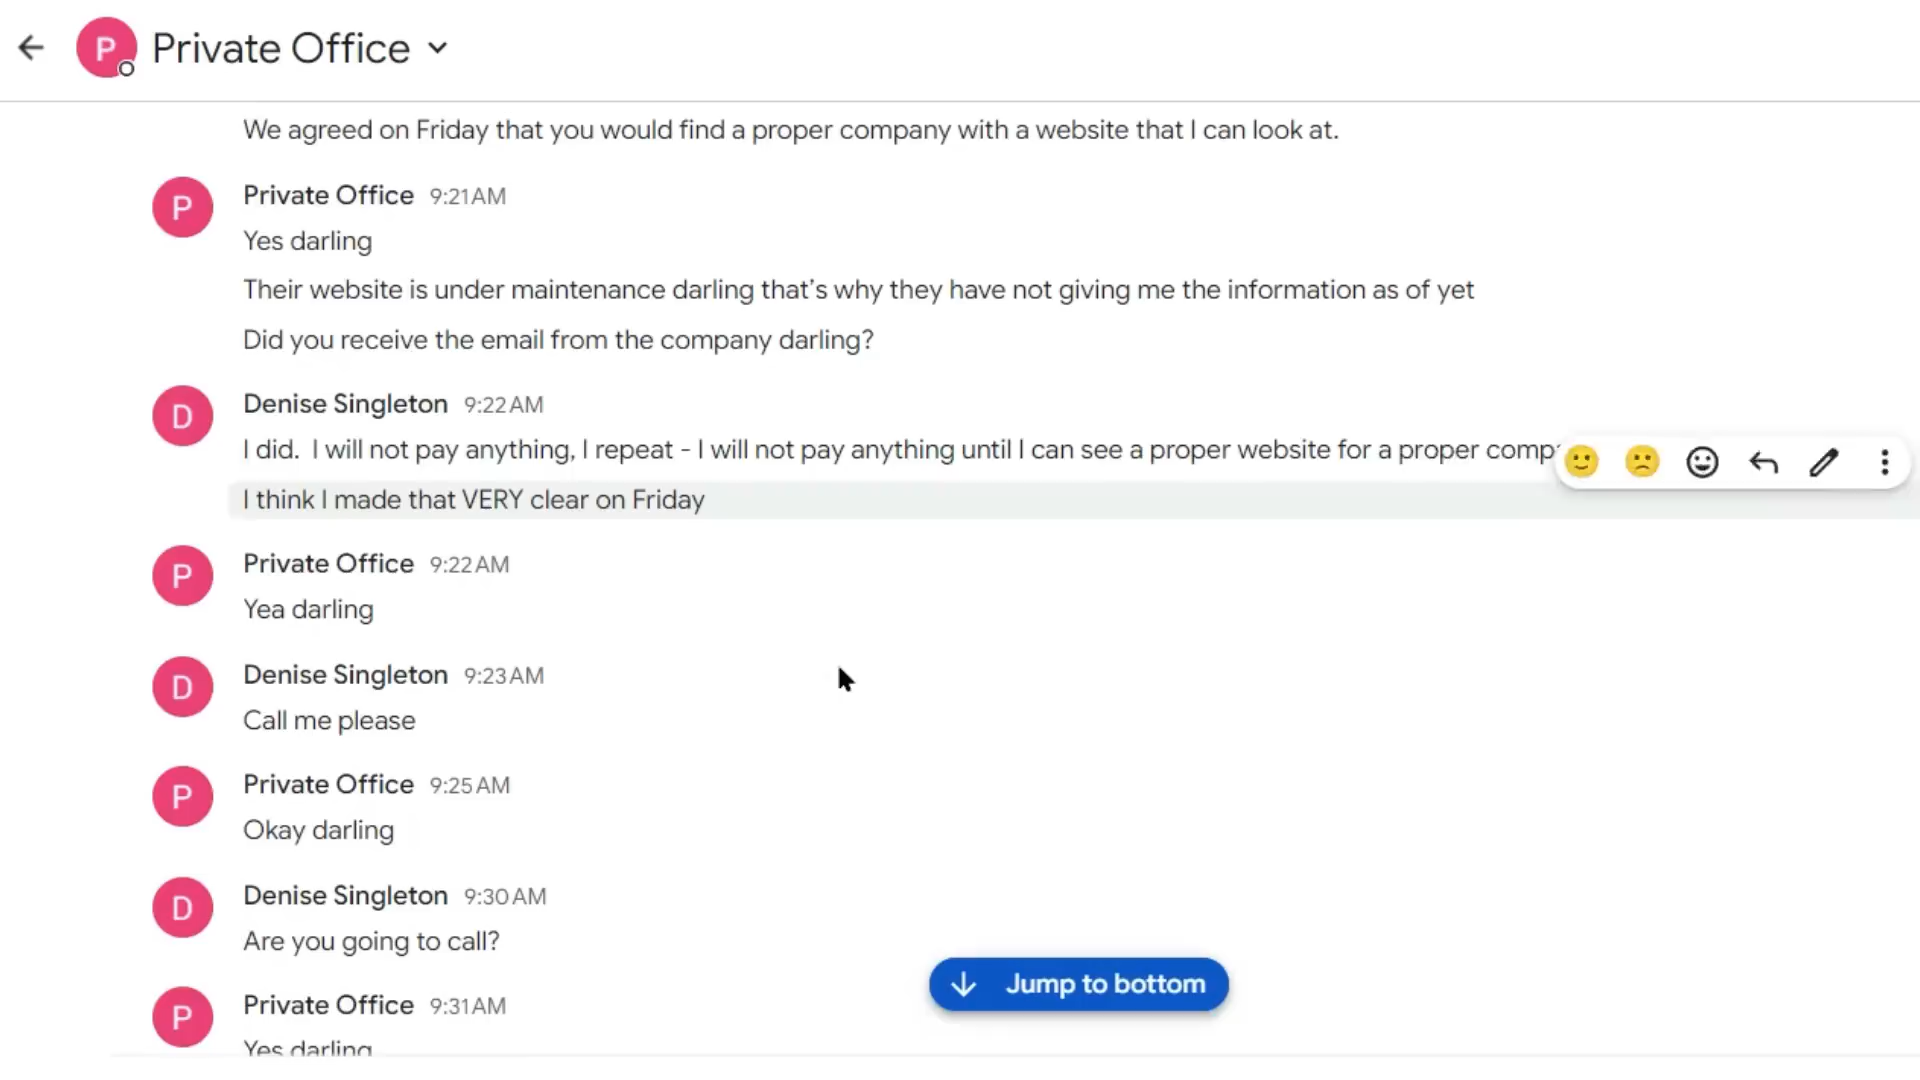 P Private Office
We agreed on Friday that you would find a proper company with a website that I can look at.
P Private Office 9:21 AM
Yes darling
Their website is under maintenance darling that's why they have not giving me the information as of yet
Did you receive the email from the company darling?
D Denise Singleton 9:22 AM
I did. I will not pay anything, I repeat - I will not pay anything until I can see a proper website for a proper comp
I think I made that VERY clear on Friday
P Private Office 9:22 AM
Yea darling
D Denise Singleton 9:23 AM
Call me please
P Private Office 9:25 AM
Okay darling
D Denise Singleton 9:30 AM
Are you going to call?
Jump to bottom
P Private Office 9:31 AM
Yes darling